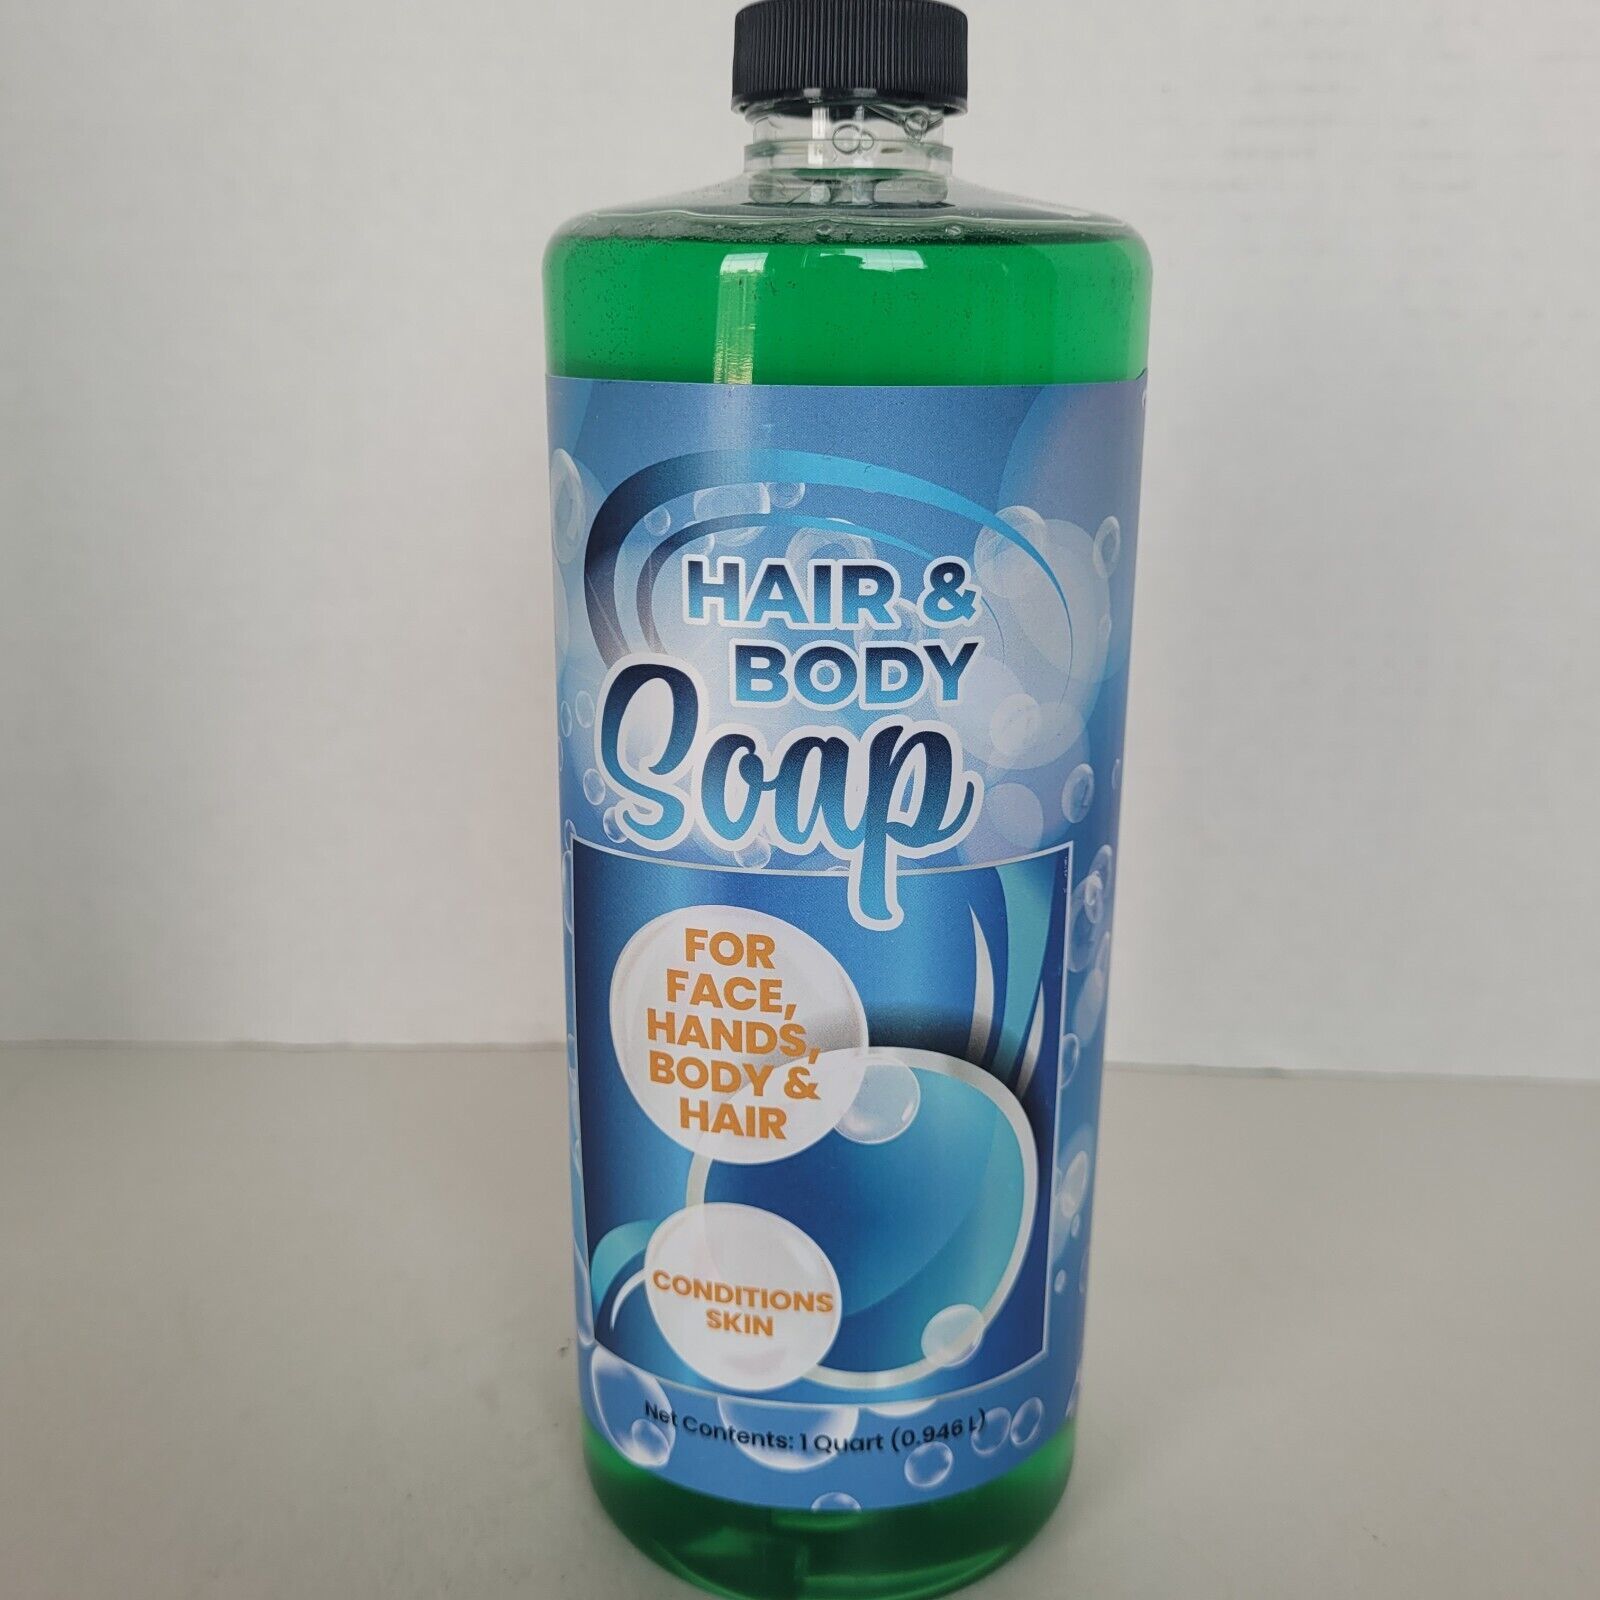 HAIR &
BODY
Soap
FOR
FACE,
HANDS,
BODY &
HAIR
CONDITIONS
SKIN
Net Contents: 1 Quart (0.946 L)